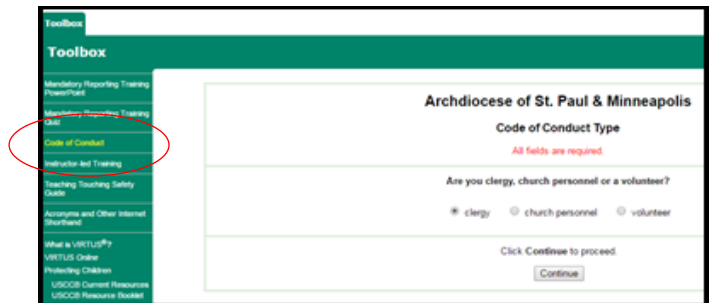 Toolbox
Toolbox
Mandatory Reporting Training
PowerPoint
Mandatory Reporting Training
Quiz
Code of Conduct
Instructor-led Training
Teaching Touching Safety
Guide
Acronyms and Other Internet
Shorthand
What is VIRTUS®?
VIRTUS Online
Protecting Children
USCCB Current Resources
USCCB Resource Booklet
Archdiocese of St. Paul & Minneapolis
Code of Conduct Type
All fields are required.
Are you clergy, church personnel or a volunteer?
clergy church personnel volunteer
Click Continue to proceed.
Continue